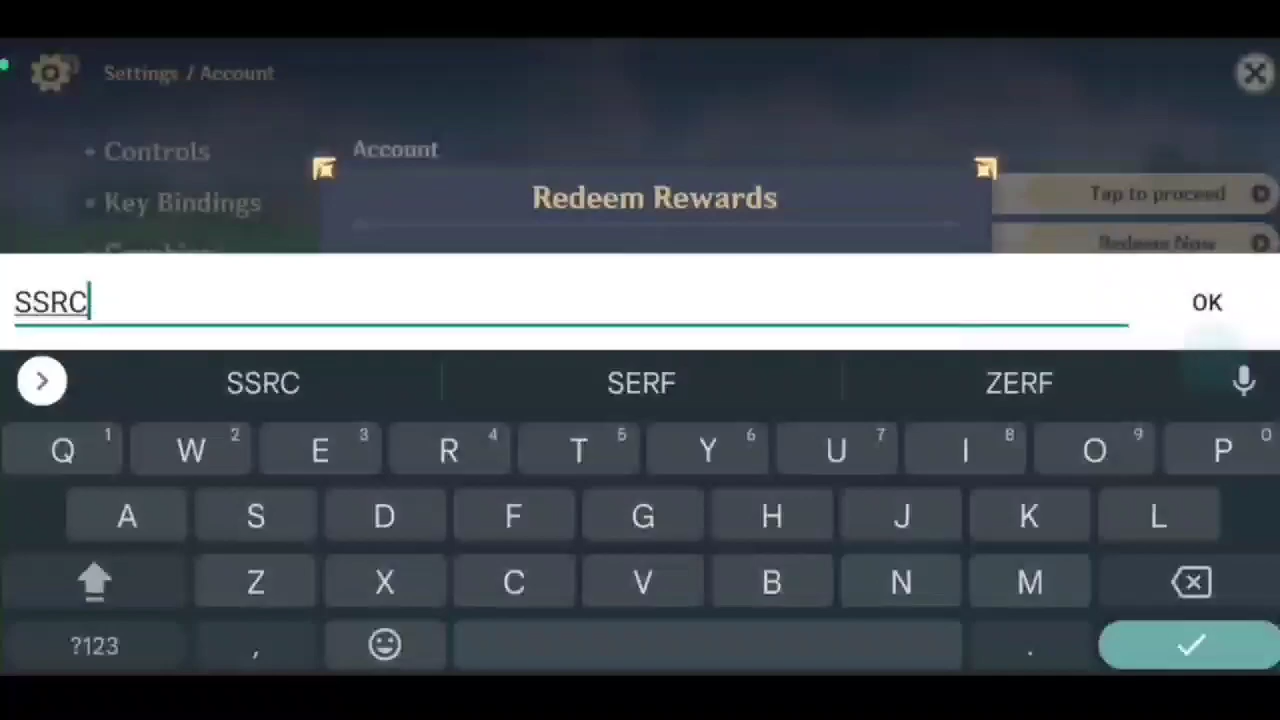 Settings / Account
Controls
Key Bindings
Graphics
Account
Redeem Rewards
Tap to proceed
Redeem Now
SSRC
OK
SSRC SERF ZERF
Q 1 W 2 E 3 R 4 T 5 Y 6 U 7 I 8 O 9 P 0
A S D F G H J K L
Z X C V B N M
?123 , .